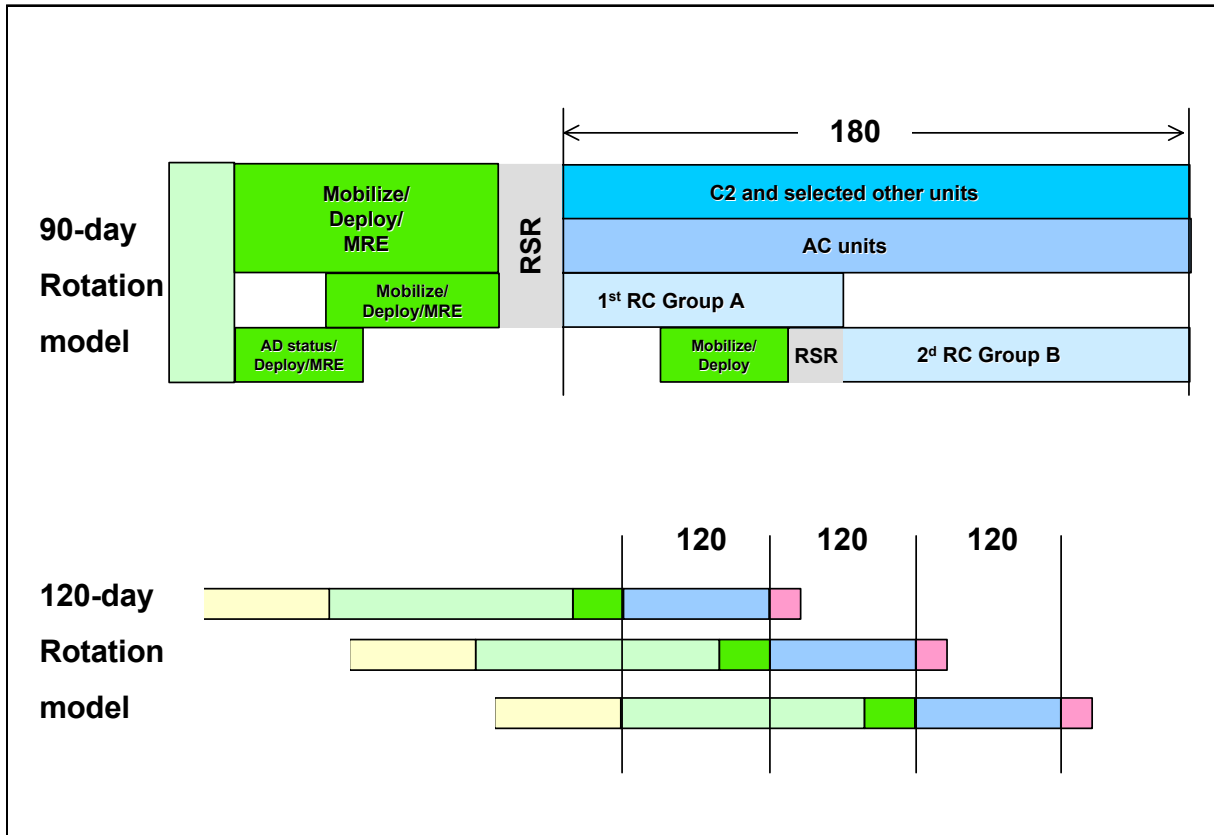 180
90-day
Rotation
model
Mobilize/
Deploy/
MRE
RSR
C2 and selected other units
AC units
Mobilize/
Deploy/MRE
1st RC Group A
AD status/
Deploy/MRE
Mobilize/
Deploy
RSR
2d RC Group B
120
120
120
120-day
Rotation
model